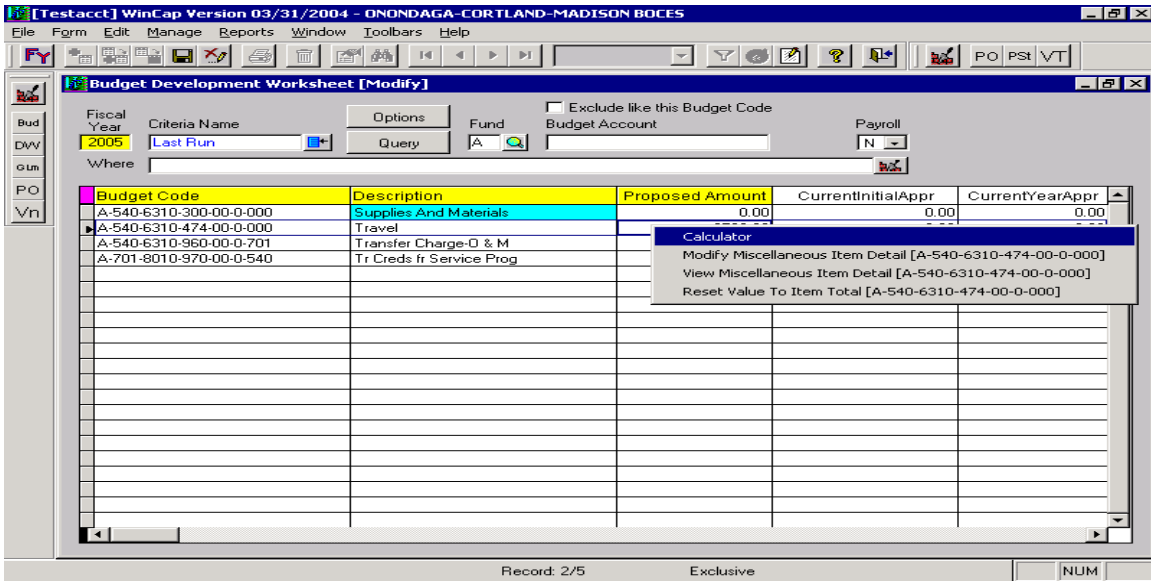 [Testacct] WinCap Version 03/31/2004 - ONONDAGA-CORTLAND-MADISON BOCES
File Form Edit Manage Reports Window Toolbars Help
FY PO PSt VT
Budget Development Worksheet [Modify]
Bud
DVV
GLm
PO
Vn
Exclude like this Budget Code
Fiscal Year Criteria Name Options Fund Budget Account Payroll
2005 Last Run Query A N
Where
Budget Code Description Proposed Amount CurrentInitialAppr CurrentYearAppr
A-540-6310-300-00-0-000 Supplies And Materials 0.00 0.00 0.00
A-540-6310-474-00-0-000 Travel
A-540-6310-960-00-0-701 Transfer Charge-O & M
A-701-8010-970-00-0-540 Tr Creds fr Service Prog
Calculator
Modify Miscellaneous Item Detail [A-540-6310-474-00-0-000]
View Miscellaneous Item Detail [A-540-6310-474-00-0-000]
Reset Value To Item Total [A-540-6310-474-00-0-000]
Record: 2/5 Exclusive NUM